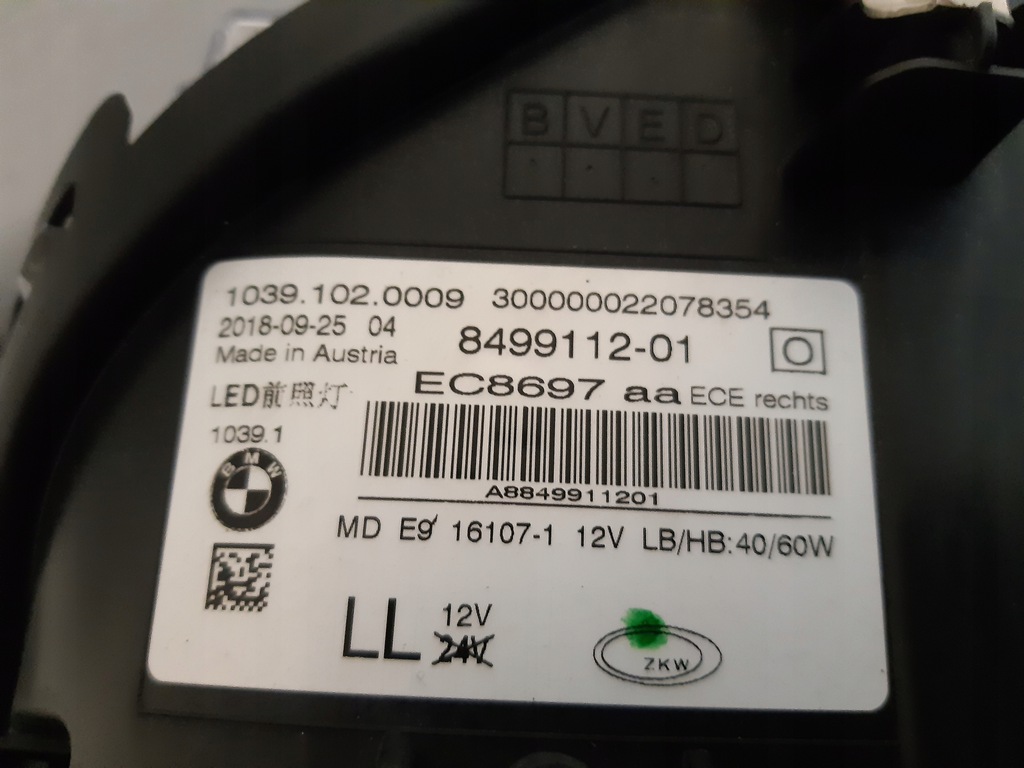 B V E D
1039.102.0009 300000022078354
2018-09-25 04
8499112-01
O
Made in Austria
EC8697 aa ECE rechts
LED前照灯
1039.1
BMW
A8849911201
MD E9 16107-1 12V LB/HB:40/60W
LL 12V
24V
ZKW